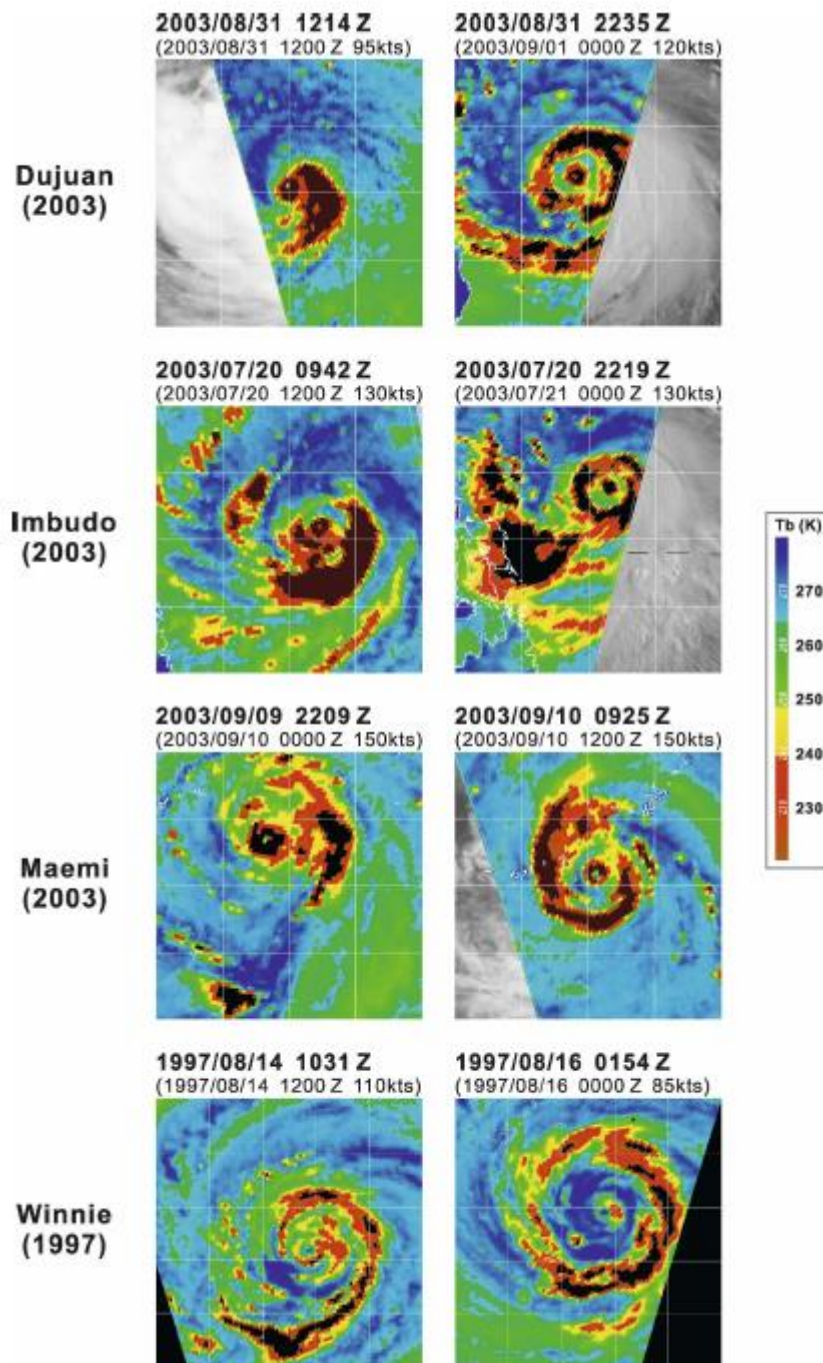 2003/08/31 1214 Z
(2003/08/31 1200 Z 95kts)
2003/08/31 2235 Z
(2003/09/01 0000 Z 120kts)
Dujuan
(2003)
2003/07/20 0942 Z
(2003/07/20 1200 Z 130kts)
2003/07/20 2219 Z
(2003/07/21 0000 Z 130kts)
Imbudo
(2003)
Tb (K)
270
260
250
240
230
2003/09/09 2209 Z
(2003/09/10 0000 Z 150kts)
2003/09/10 0925 Z
(2003/09/10 1200 Z 150kts)
Maemi
(2003)
1997/08/14 1031 Z
(1997/08/14 1200 Z 110kts)
1997/08/16 0154 Z
(1997/08/16 0000 Z 85kts)
Winnie
(1997)